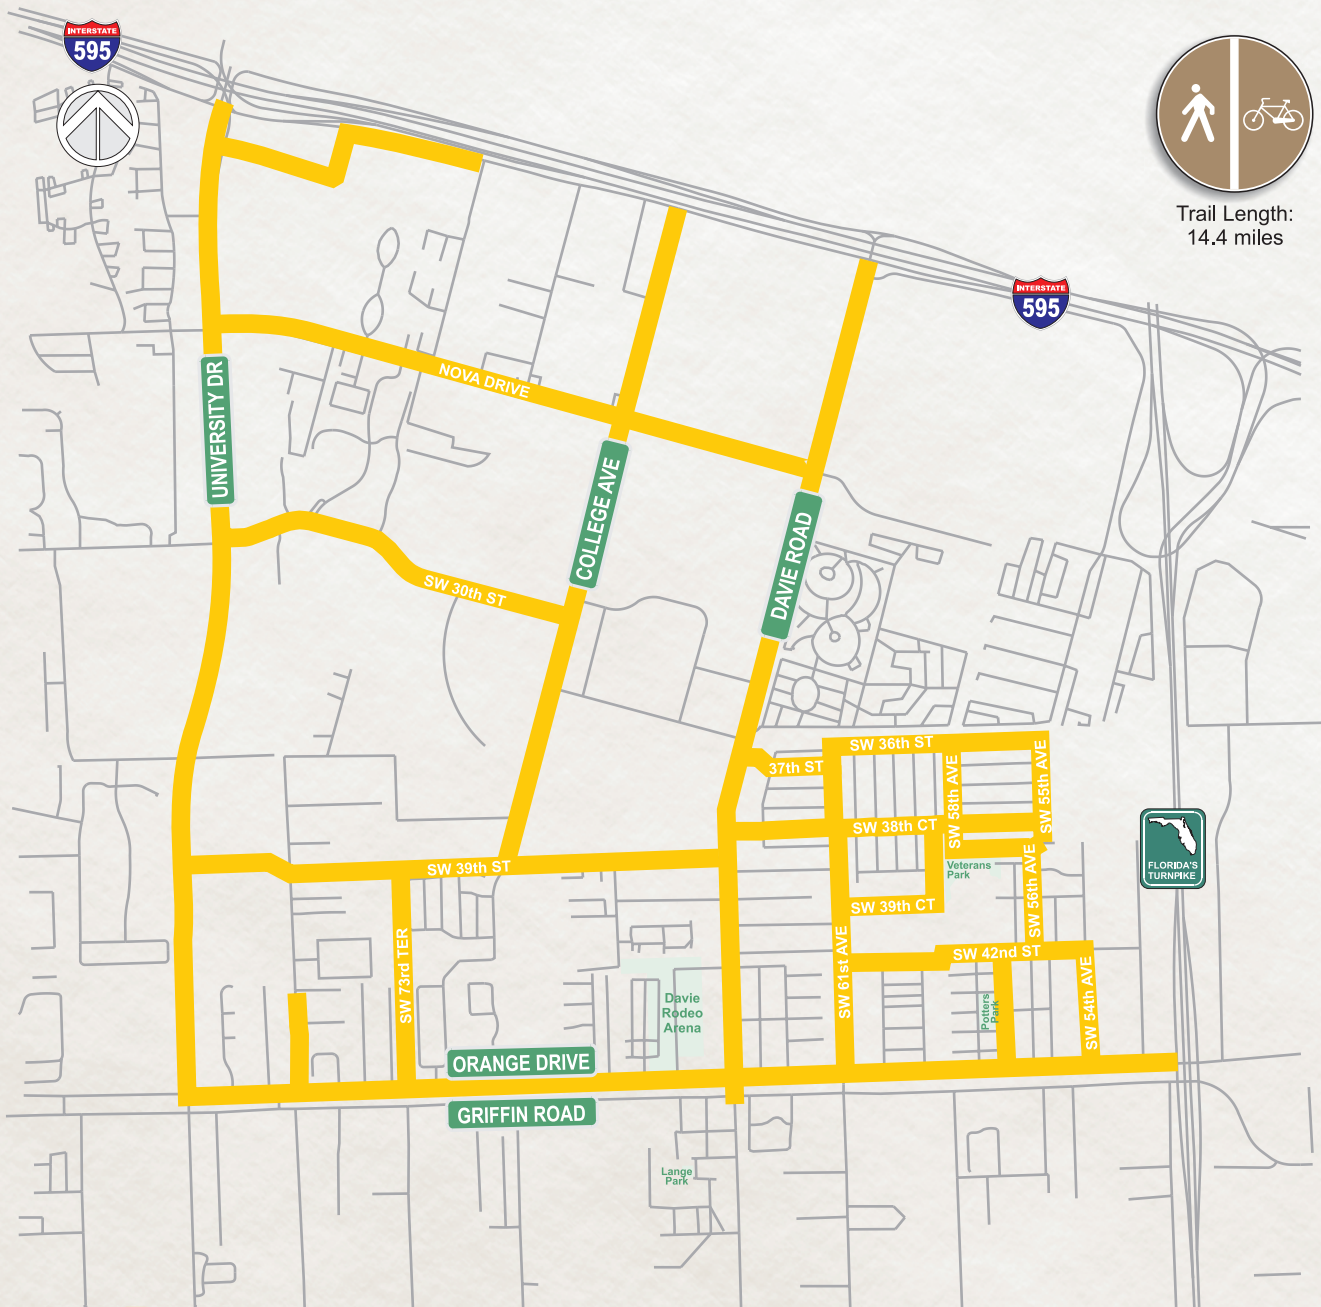 INTERSTATE
595
Trail Length:
14.4 miles
INTERSTATE
595
UNIVERSITY DR
NOVA DRIVE
COLLEGE AVE
DAVIE ROAD
SW 30th ST
SW 36th ST
37th ST
SW 58th AVE
SW 55th AVE
SW 38th CT
FLORIDA'S
TURNPIKE
SW 39th ST
Veterans
Park
SW 56th AVE
SW 39th CT
SW 73rd TER
SW 61st AVE
SW 42nd ST
SW 54th AVE
Potters
Park
Davie
Rodeo
Arena
ORANGE DRIVE
GRIFFIN ROAD
Lange
Park